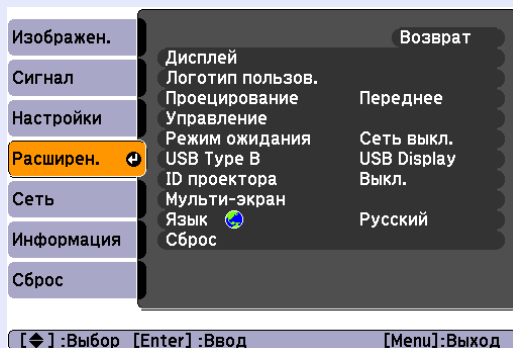 Изображен.
Сигнал
Настройки
Расширен.
Сеть
Информация
Сброс
Возврат
Дисплей
Логотип пользов.
Проецирование Переднее
Управление
Режим ожидания Сеть выкл.
USB Type B USB Display
ID проектора Выкл.
Мульти-экран
Язык Русский
Сброс
[◆] :Выбор [Enter] :Ввод [Menu]:Выход